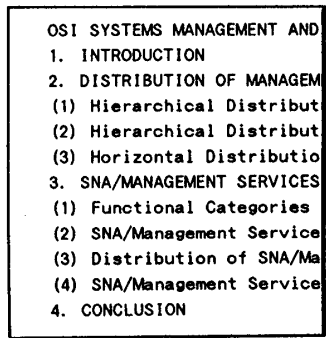 OSI SYSTEMS MANAGEMENT AND
1. INTRODUCTION
2. DISTRIBUTION OF MANAGEM
(1) Hierarchical Distribut
(2) Hierarchical Distribut
(3) Horizontal Distributio
3. SNA/MANAGEMENT SERVICES
(1) Functional Categories
(2) SNA/Management Service
(3) Distribution of SNA/Ma
(4) SNA/Management Service
4. CONCLUSION